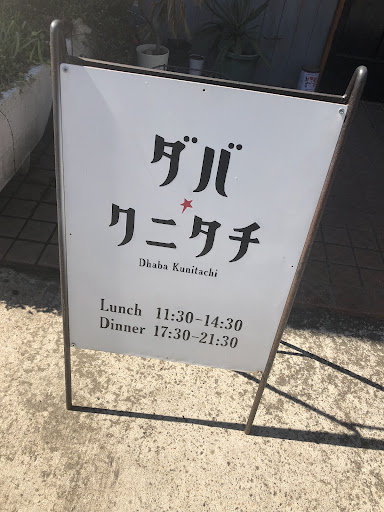 ダバ
クニタチ
Dhaba Kunitachi
Lunch 11:30~14:30
Dinner 17:30~21:30